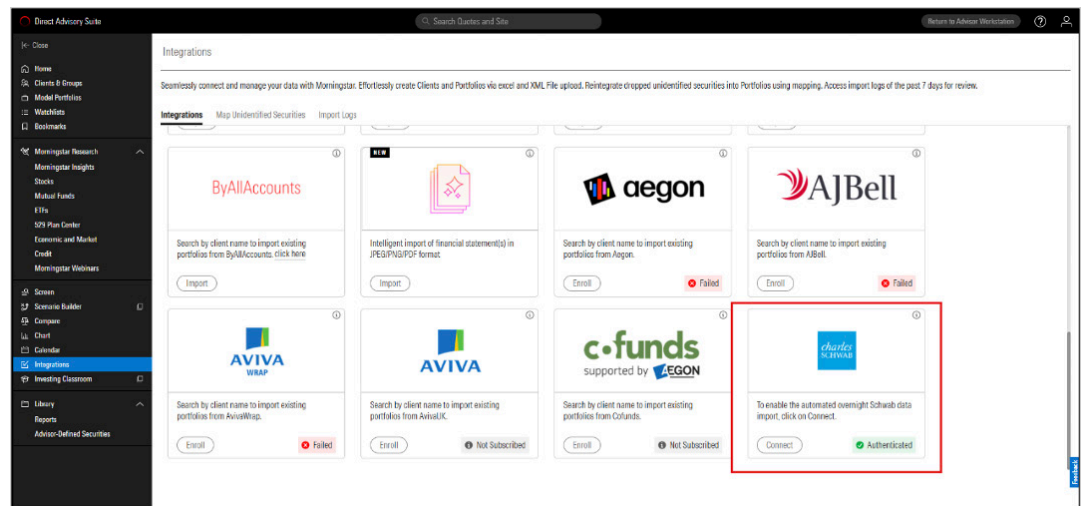 Direct Advisory Suite
Search Quotes and Site
Return to Advisor Workstation
Close
Home
Clients & Groups
Model Portfolios
Watchlists
Bookmarks
Morningstar Research
Morningstar Insights
Stocks
Mutual Funds
ETFs
529 Plan Center
Economic and Market
Credit
Morningstar Webinars
Screen
Scenario Builder
Compare
Chart
Calendar
Integrations
Investing Classroom
Library
Reports
Advisor-Defined Securities
Integrations
Seamlessly connect and manage your data with Morningstar. Effortlessly create Clients and Portfolios via excel and XML File upload. Reintegrate dropped unidentified securities into Portfolios using mapping. Access import logs of the past 7 days for review.
Integrations Map Unidentified Securities Import Logs
ByAllAccounts
Search by client name to import existing
portfolios from ByAllAccounts. click here
Import
NEW
Intelligent import of financial statement(s) in
JPEG/PNG/PDF format
Import
aegon
Search by client name to import existing
portfolios from Aegon.
Enroll Failed
AJBell
Search by client name to import existing
portfolios from AJBell.
Enroll Failed
AVIVA
WRAP
Search by client name to import existing
portfolios from AvivaWrap.
Enroll Failed
AVIVA
Search by client name to import existing
portfolios from AvivaUK.
Enroll Not Subscribed
cofunds
supported by AEGON
Search by client name to import existing
portfolios from Cofunds.
Enroll Not Subscribed
charles
SCHWAB
To enable the automated overnight Schwab data
import, click on Connect.
Connect Authenticated
Feedback